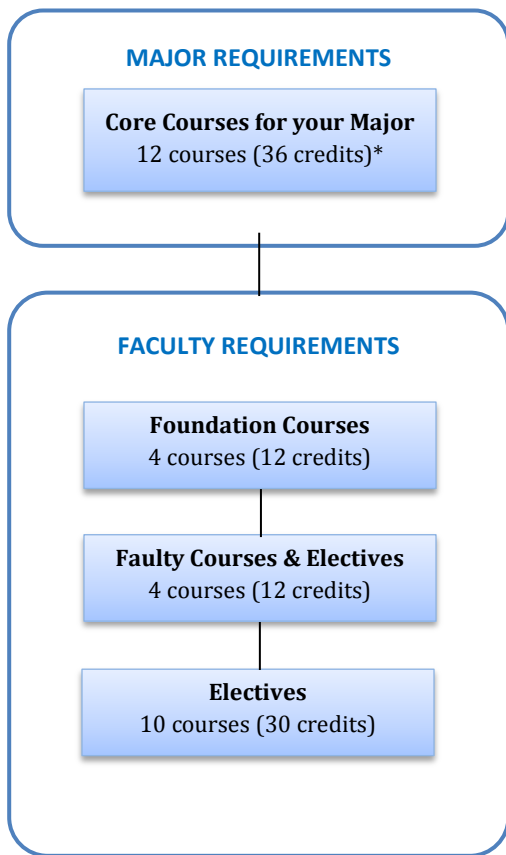 MAJOR REQUIREMENTS
Core Courses for your Major
12 courses (36 credits)*
FACULTY REQUIREMENTS
Foundation Courses
4 courses (12 credits)
Faulty Courses & Electives
4 courses (12 credits)
Electives
10 courses (30 credits)